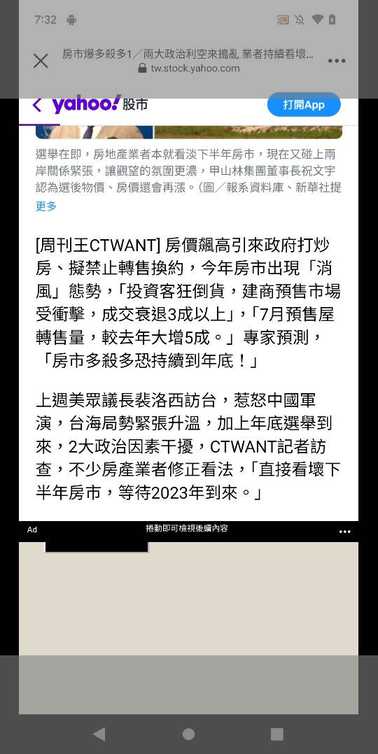 7:32
房市爆多殺多1／兩大政治利空來搗亂 業者持續看壞...
tw.stock.yahoo.com
yahoo!股市
打開App
選舉在即，房地產業者本就看淡下半年房市，現在又碰上兩
岸關係緊張，讓觀望的氛圍更濃，甲山林集團董事長祝文宇
認為選後物價、房價還會再漲。（圖／報系資料庫、新華社提
更多
[周刊王CTWANT] 房價飆高引來政府打炒
房、擬禁止轉售換約，今年房市出現「消
風」態勢，「投資客狂倒貨，建商預售市場
受衝擊，成交衰退3成以上」，「7月預售屋
轉售量，較去年大增5成。」專家預測，
「房市多殺多恐持續到年底！」
上週美眾議長裴洛西訪台，惹怒中國軍
演，台海局勢緊張升溫，加上年底選舉到
來，2大政治因素干擾，CTWANT記者訪
查，不少房產業者修正看法，「直接看壞下
半年房市，等待2023年到來。」
Ad
捲動即可檢視後續內容